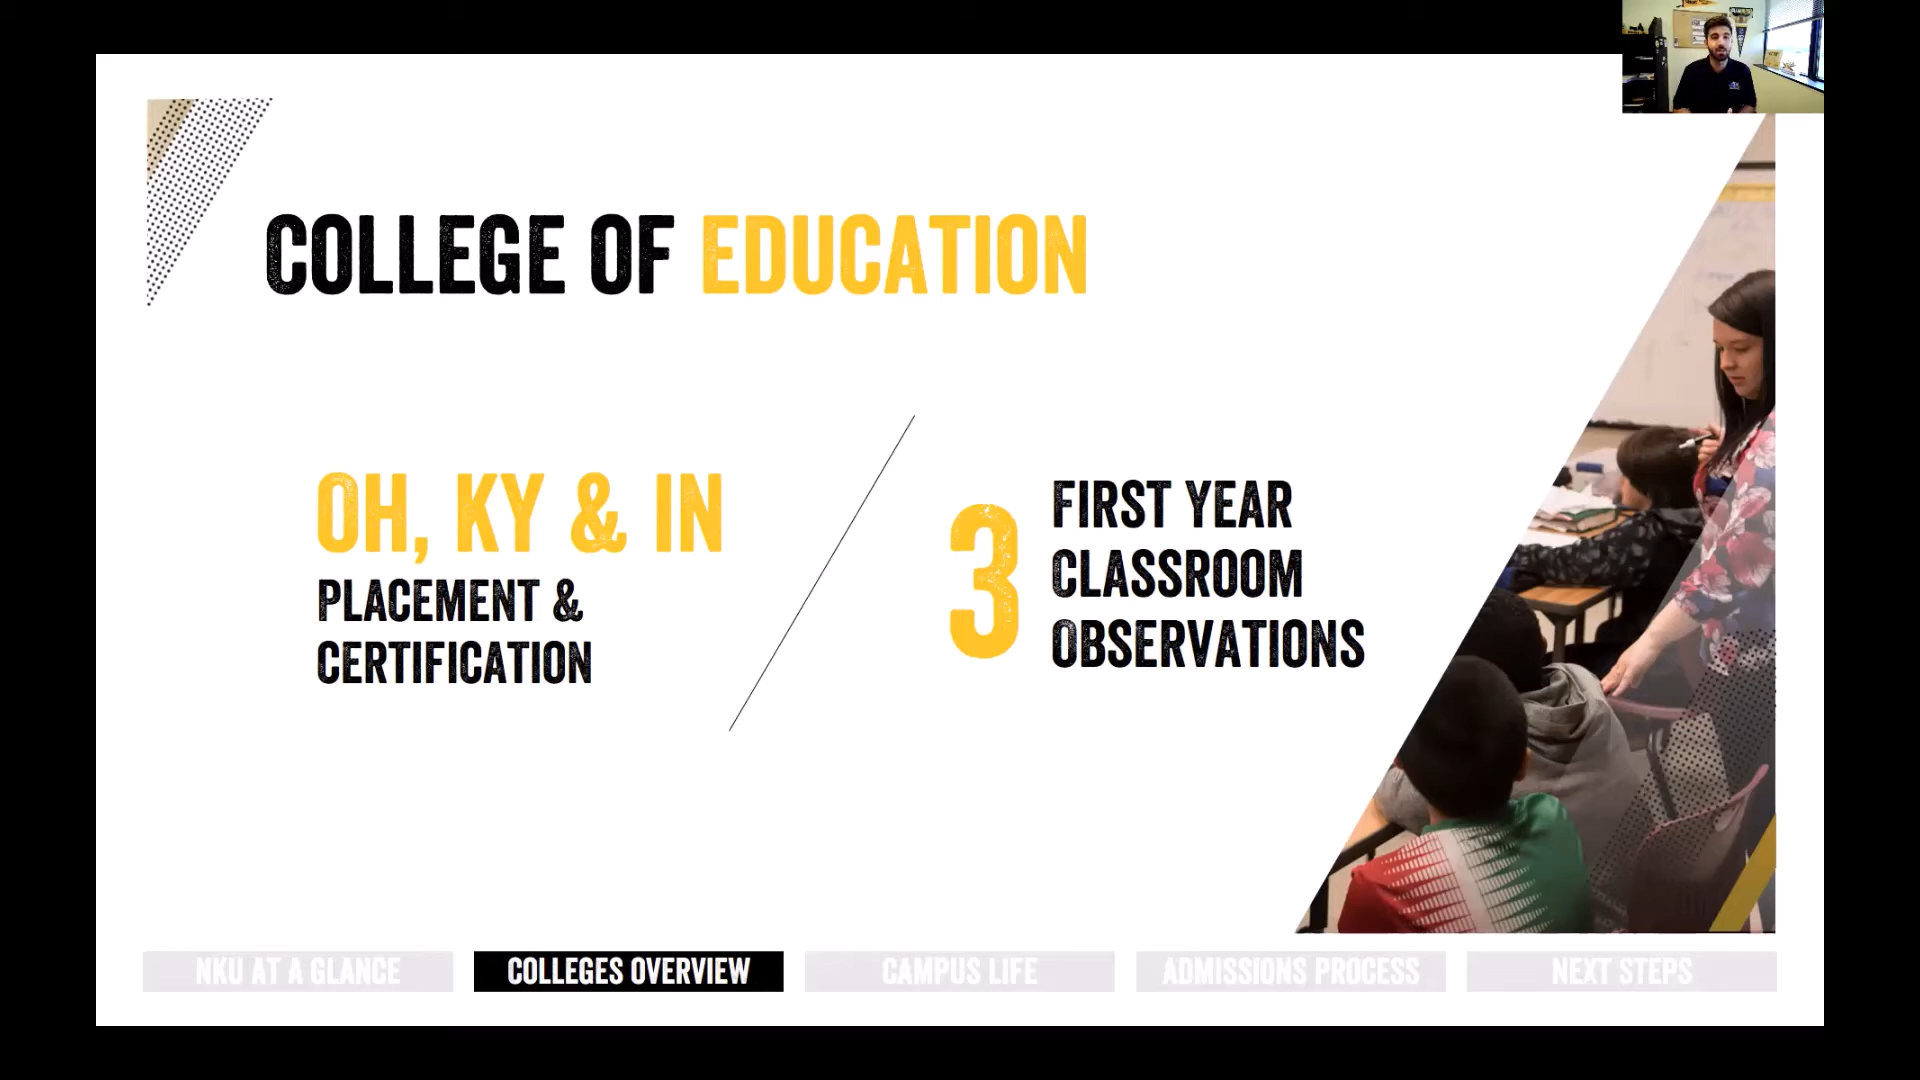 COLLEGE OF EDUCATION
OH, KY & IN
PLACEMENT &
CERTIFICATION
3
FIRST YEAR
CLASSROOM
OBSERVATIONS
NKU AT A GLANCE
COLLEGES OVERVIEW
CAMPUS LIFE
ADMISSIONS PROCESS
NEXT STEPS